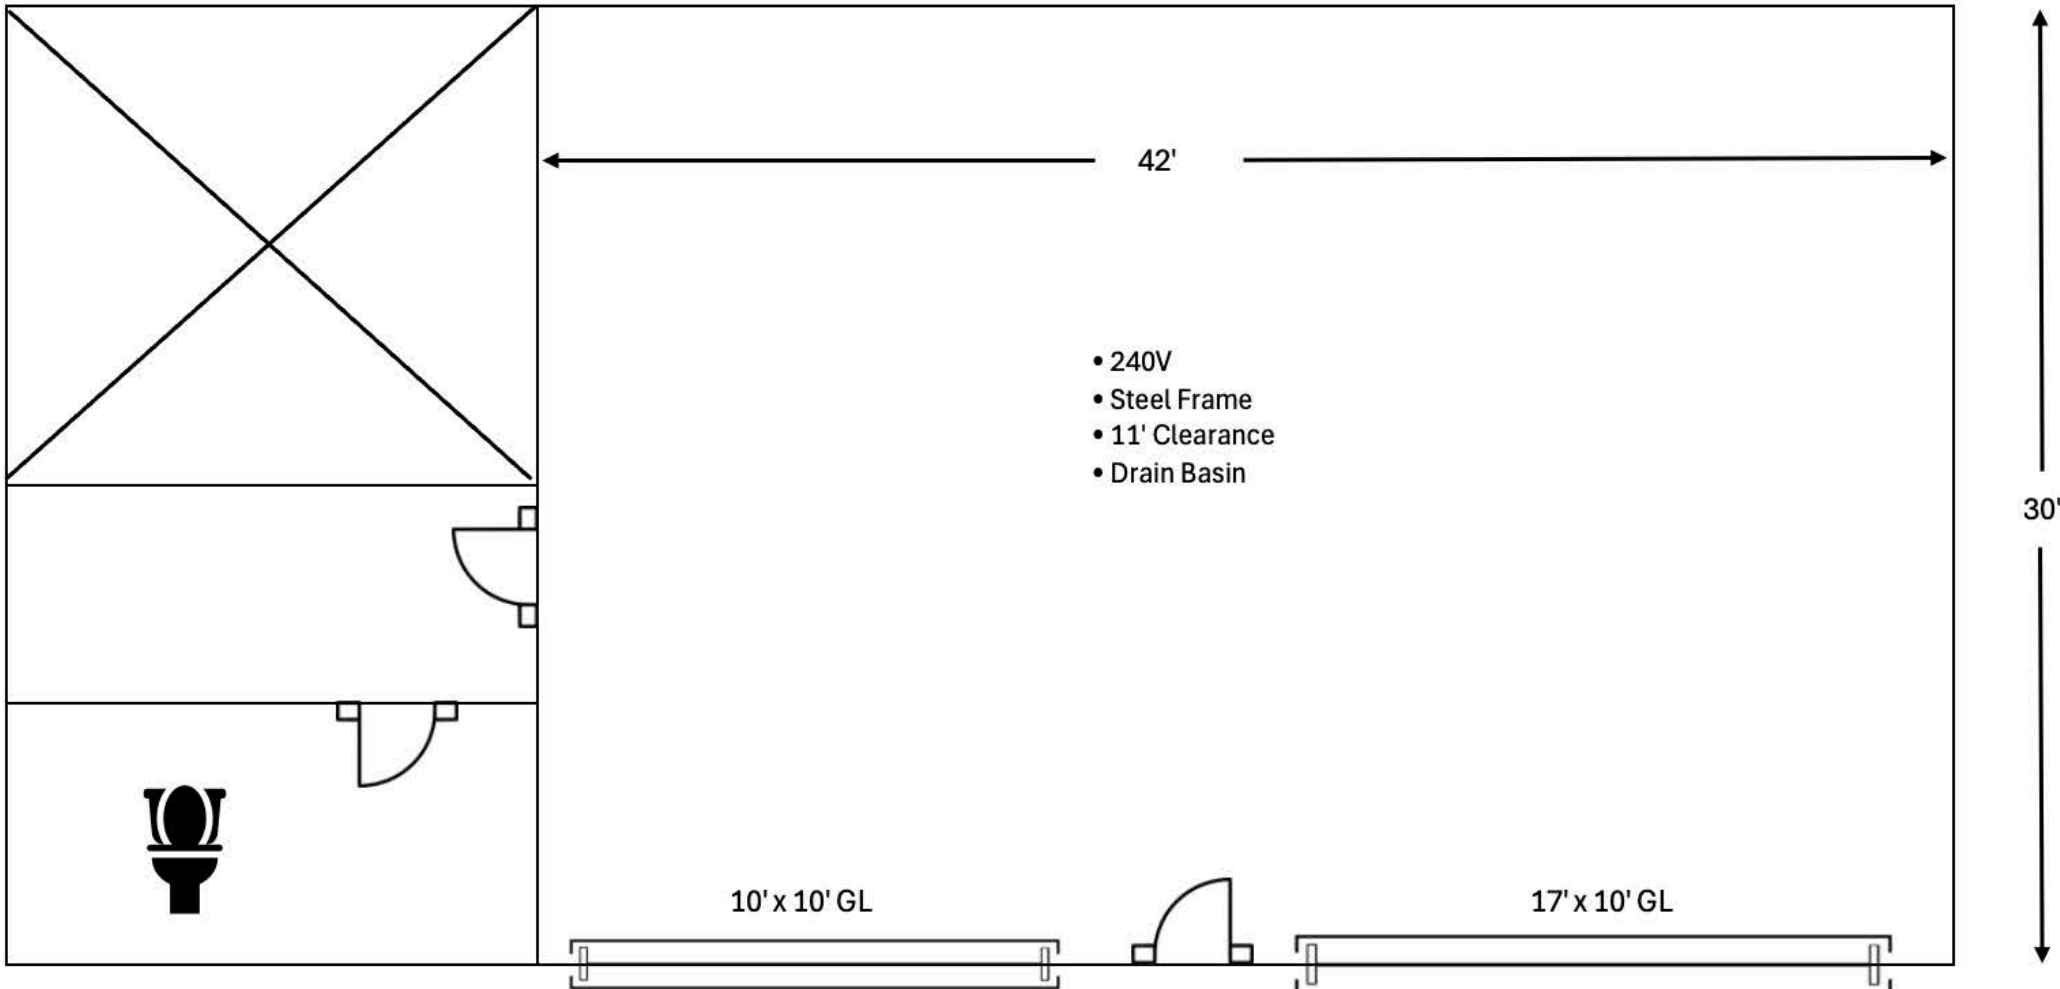 42'
• 240V
• Steel Frame
• 11' Clearance
• Drain Basin
30'
10' x 10' GL
17' x 10' GL